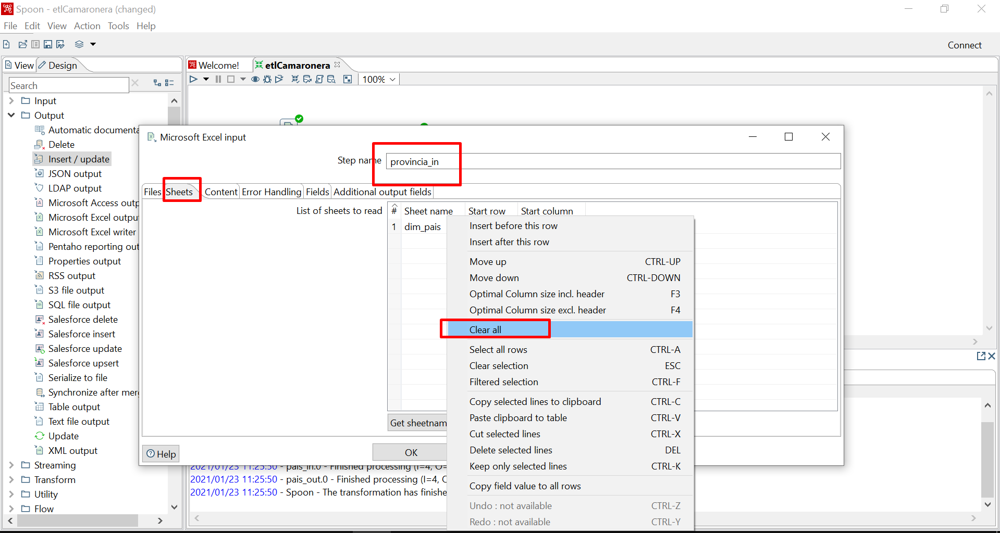 Spoon - etlCamaronera (changed)
File Edit View Action Tools Help
Connect
View Design
Welcome! etlCamaronera
Search
100%
Input
Output
Automatic documenta
Delete
Insert / update
JSON output
LDAP output
Microsoft Access outp
Microsoft Excel outpu
Microsoft Excel writer
Pentaho reporting out
Properties output
RSS output
S3 file output
SQL file output
Salesforce delete
Salesforce insert
Salesforce update
Salesforce upsert
Serialize to file
Synchronize after mer
Table output
Text file output
Update
XML output
Streaming
Transform
Utility
Flow
Microsoft Excel input
Step name provincia_in
Files Sheets Content Error Handling Fields Additional output fields
List of sheets to read
# Sheet name Start row Start column
1 dim_pais
Insert before this row
Insert after this row
Move up CTRL-UP
Move down CTRL-DOWN
Optimal Column size incl. header F3
Optimal Column size excl. header F4
Clear all
Select all rows CTRL-A
Clear selection ESC
Filtered selection CTRL-F
Copy selected lines to clipboard CTRL-C
Paste clipboard to table CTRL-V
Cut selected lines CTRL-X
Delete selected lines DEL
Keep only selected lines CTRL-K
Copy field value to all rows
Undo : not available CTRL-Z
Redo : not available CTRL-Y
Get sheetnam
Help OK
2021/01/23 11:25:50 - pais_in.0 - Finished processing (I=4, O=
2021/01/23 11:25:50 - pais_out.0 - Finished processing (I=4, O
2021/01/23 11:25:50 - Spoon - The transformation has finishe